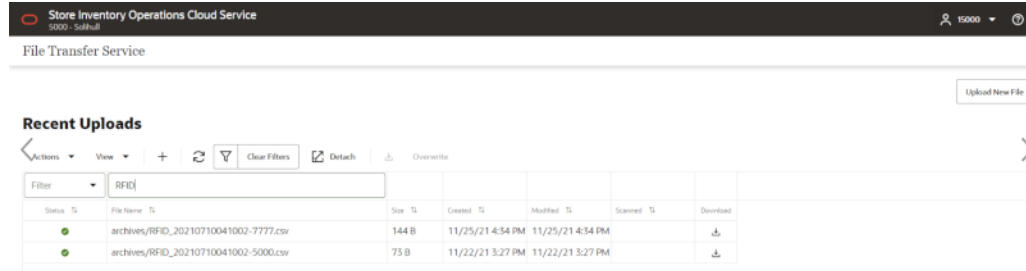 Store Inventory Operations Cloud Service
5000 - Solihull
15000
File Transfer Service
Upload New File
Recent Uploads
Actions View Clear Filters Detach Overwrite
Filter RFID
Status File Name Size Created Modified Scanned Download
archives/RFID_20210710041002-7777.csv 144 B 11/25/21 4:34 PM 11/25/21 4:34 PM
archives/RFID_20210710041002-5000.csv 73 B 11/22/21 3:27 PM 11/22/21 3:27 PM